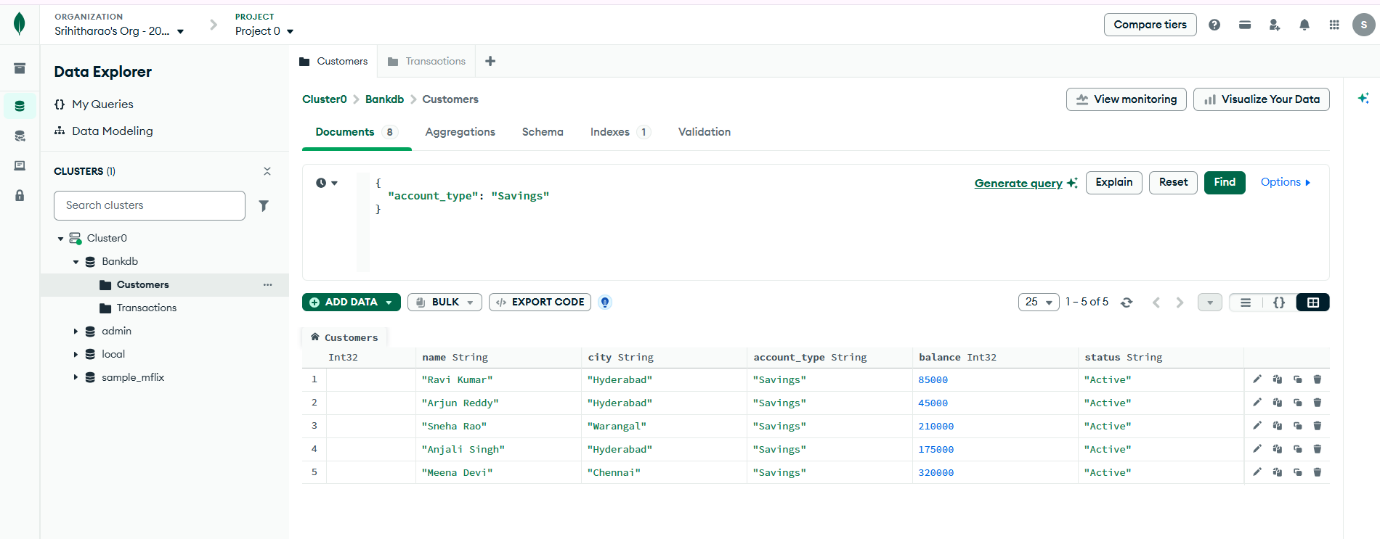 ORGANIZATION
Srihitharao's Org - 20...
PROJECT
Project 0
Compare tiers
S
Data Explorer
{} My Queries
Data Modeling
CLUSTERS (1)
Search clusters
Cluster0
Bankdb
Customers
Transactions
admin
local
sample_mflix
Customers
Transactions
Cluster0 > Bankdb > Customers
View monitoring
Visualize Your Data
Documents 8
Aggregations
Schema
Indexes 1
Validation
{
"account_type": "Savings"
}
Generate query
Explain
Reset
Find
Options
ADD DATA
BULK
EXPORT CODE
25
1 – 5 of 5
{}
Customers
Int32 name String city String account_type String balance Int32 status String
1 "Ravi Kumar" "Hyderabad" "Savings" 85000 "Active"
2 "Arjun Reddy" "Hyderabad" "Savings" 45000 "Active"
3 "Sneha Rao" "Warangal" "Savings" 210000 "Active"
4 "Anjali Singh" "Hyderabad" "Savings" 175000 "Active"
5 "Meena Devi" "Chennai" "Savings" 320000 "Active"